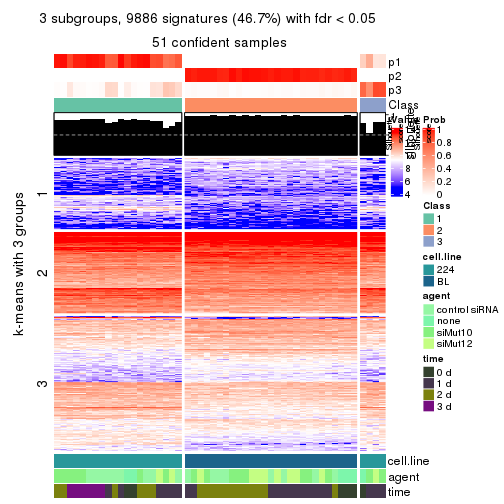 3 subgroups, 9886 signatures (46.7%) with fdr < 0.05
51 confident samples
p1
p2
p3
Class
Value
Prob
1
0.8
0.6
0.4
0.2
0
8
6
4
k-means with 3 groups
1
2
3
Class
1
2
3
cell.line
224
BL
agent
control siRNA
none
siMut10
siMut12
time
0 d
1 d
2 d
3 d
cell.line
agent
time